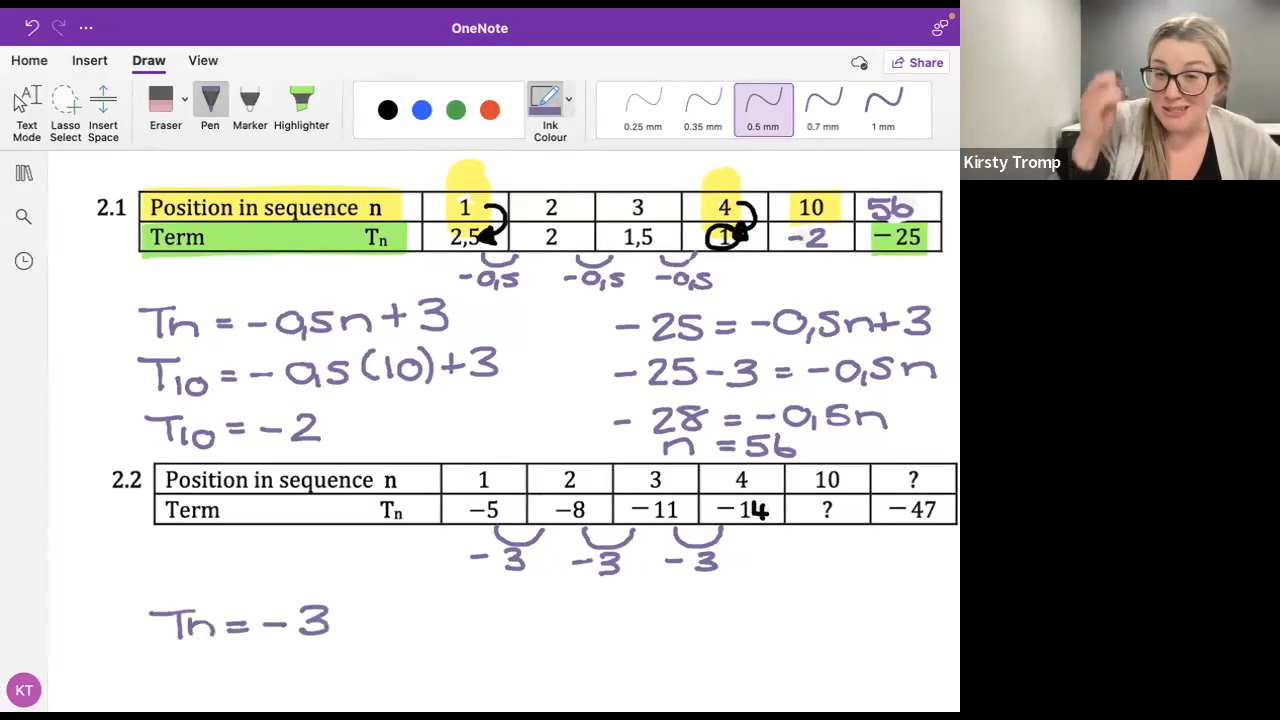 OneNote
Home Insert Draw View
Share
Text Mode
Lasso Select
Insert Space
Eraser
Pen
Marker
Highlighter
Ink Colour
0.25 mm 0.35 mm 0.5 mm 0.7 mm 1 mm
Kirsty Tromp
2.1 Position in sequence n 1 2 3 4 10 56
Term Tn 2,5 2 1,5 1 -2 -25
-0,5 -0,5 -0,5
Tn = -0,5n + 3
-25 = -0,5n+3
T10 = -0,5(10)+3
-25 - 3 = -0,5n
T10 = -2
-28 = -0,5n
n = 56
2.2 Position in sequence n 1 2 3 4 10 ?
Term Tn -5 -8 -11 -14 ? -47
-3 -3 -3
Tn = -3
KT